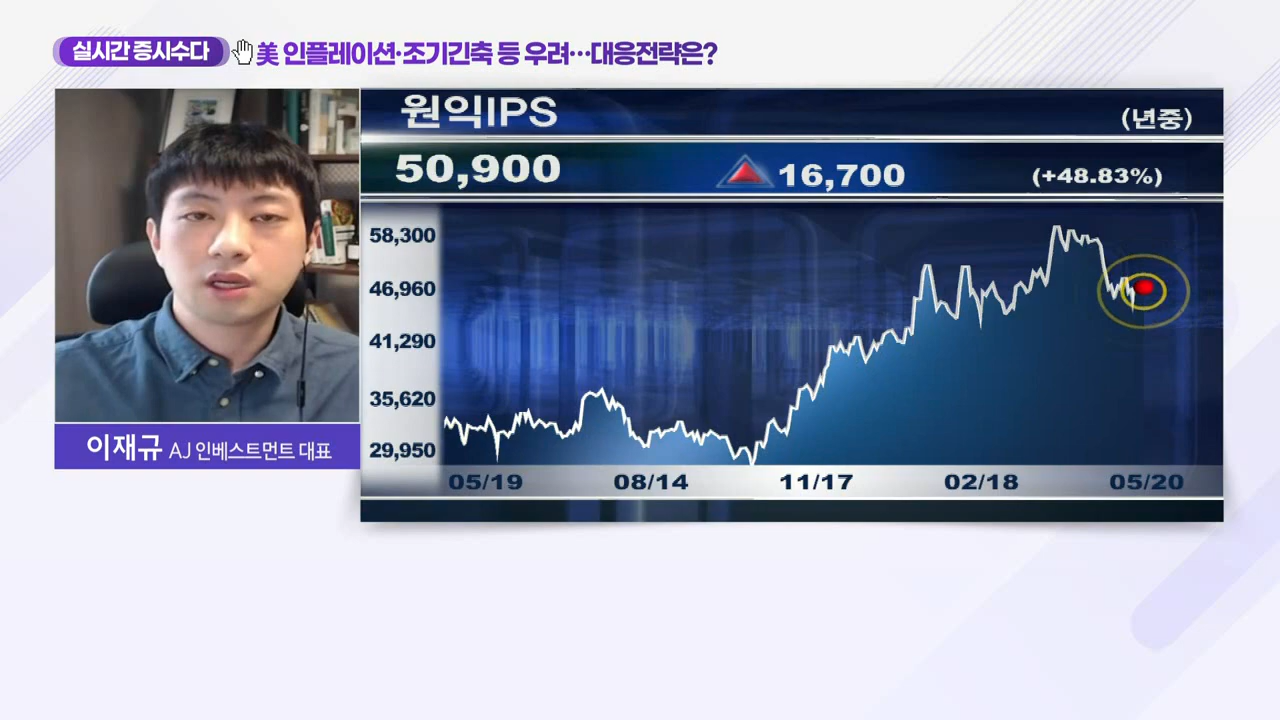 실시간 증시수다 美 인플레이션·조기긴축 등 우려…대응전략은?
원익IPS (년중)
50,900 16,700 (+48.83%)
58,300
46,960
41,290
35,620
29,950
05/19 08/14 11/17 02/18 05/20
이재규 AJ 인베스트먼트 대표